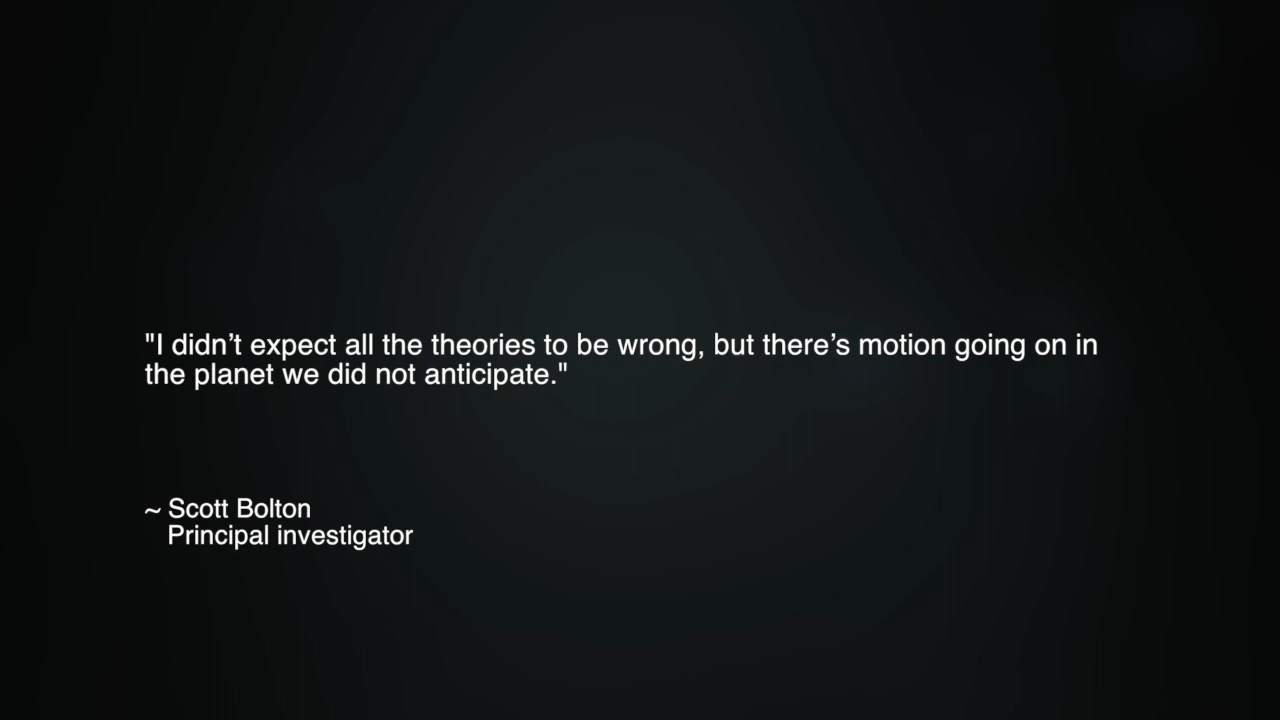 "I didn’t expect all the theories to be wrong, but there’s motion going on in
the planet we did not anticipate."
~ Scott Bolton
Principal investigator